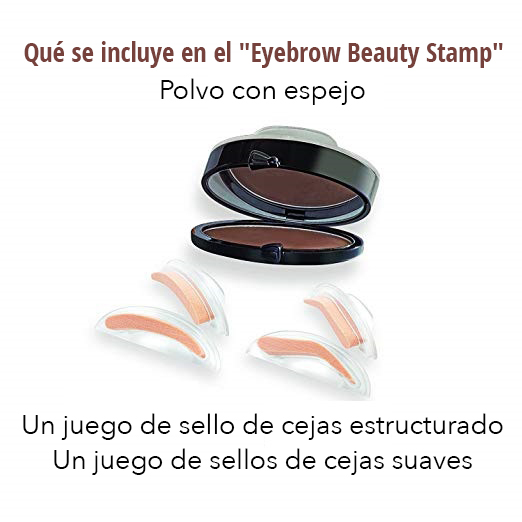 Qué se incluye en el "Eyebrow Beauty Stamp"
Polvo con espejo
Un juego de sello de cejas estructurado
Un juego de sellos de cejas suaves